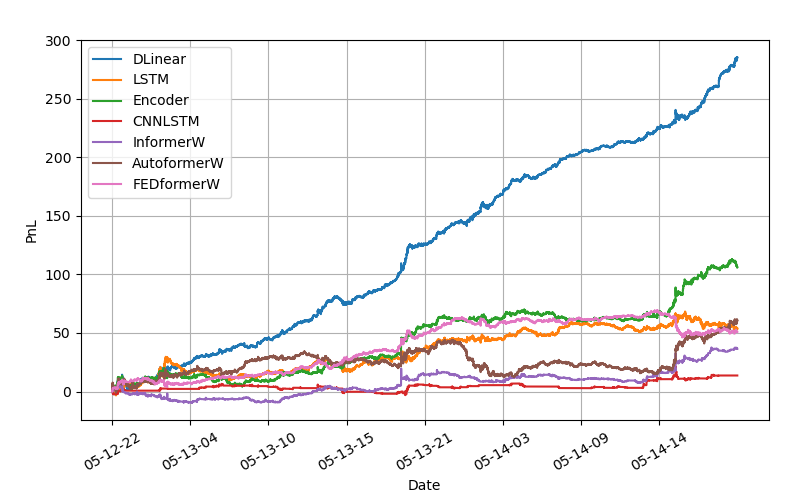 300
250
200
150
100
50
0
PnL
DLinear
LSTM
Encoder
CNNLSTM
InformerW
AutoformerW
FEDformerW
05-12-22
05-13-04
05-13-10
05-13-15
05-13-21
05-14-03
05-14-09
05-14-14
Date